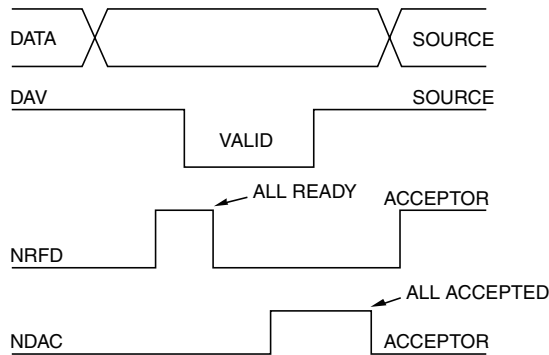 DATA SOURCE
DAV SOURCE
VALID
ALL READY
ACCEPTOR
NRFD
ALL ACCEPTED
NDAC ACCEPTOR